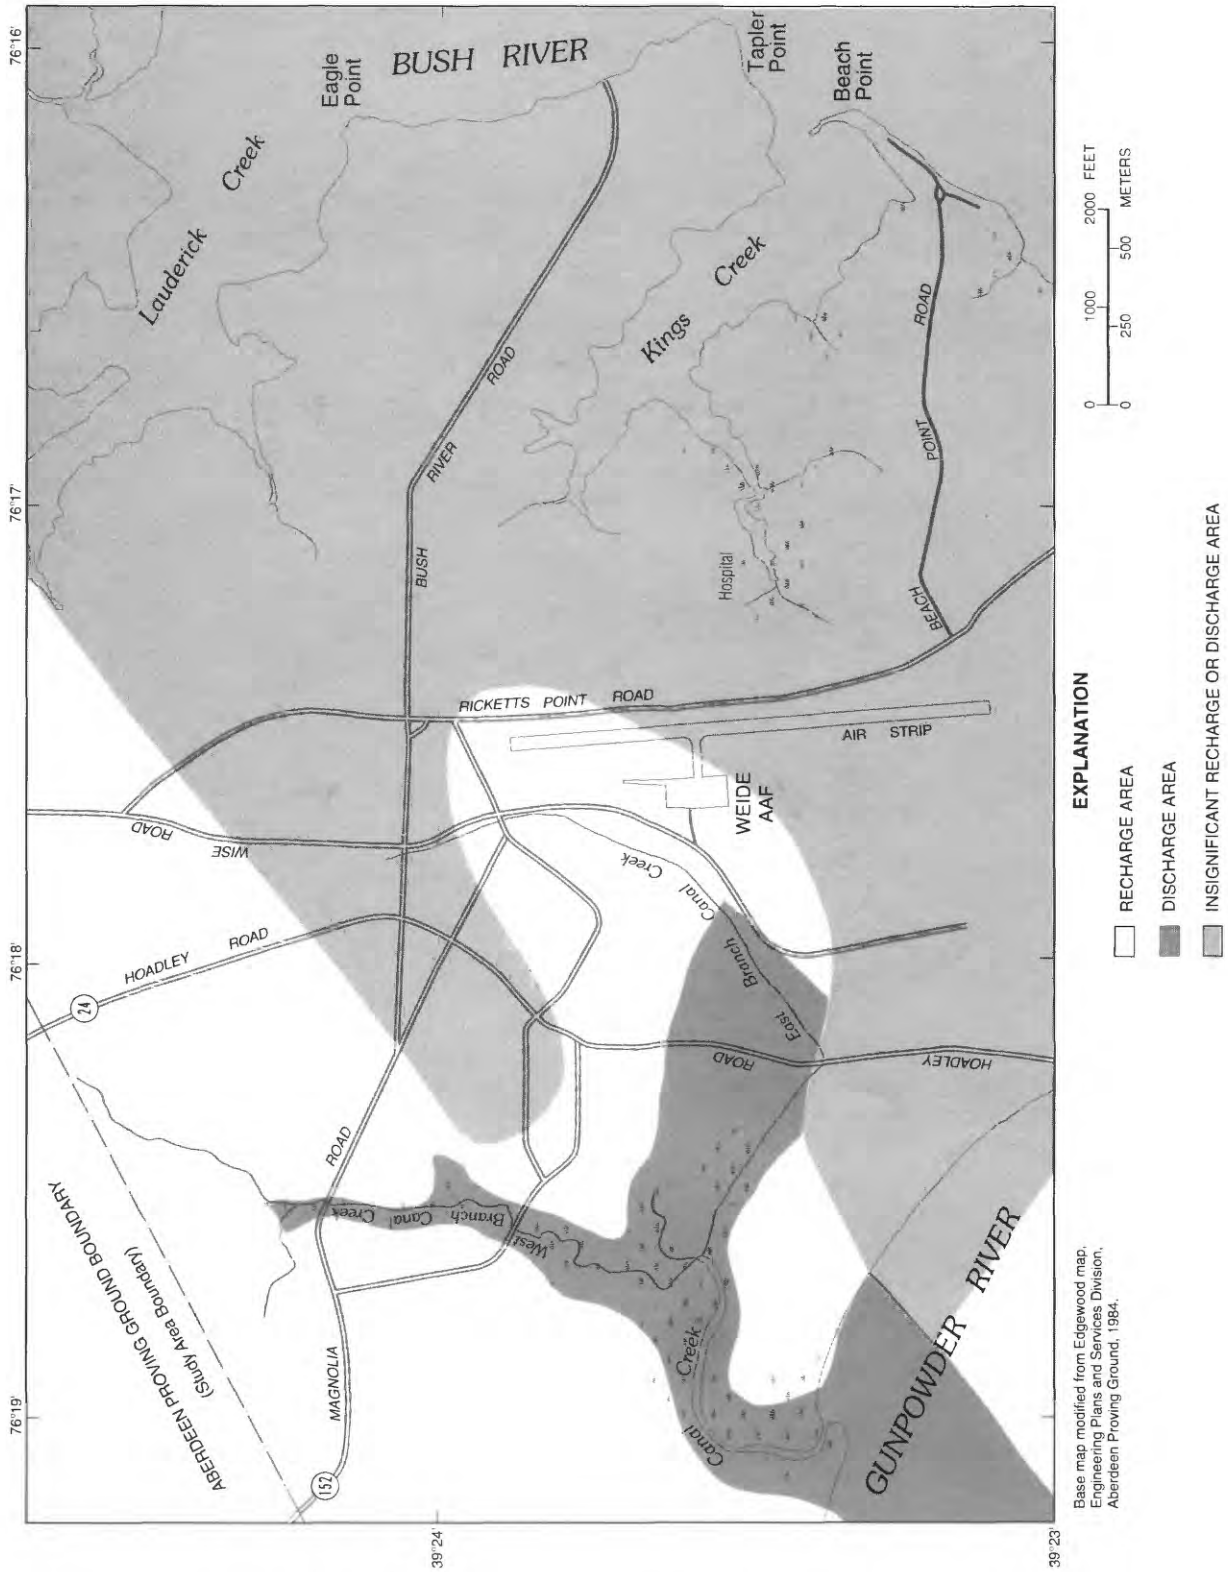 76°19'
76°18'
76°17'
76°16'
39°24'
39°23'
ABERDEEN PROVING GROUND BOUNDARY
(Study Area Boundary)
152
24
MAGNOLIA
ROAD
HOADLEY
ROAD
WISE
ROAD
BUSH
RIVER
ROAD
Lauderick
Creek
Eagle
Point
BUSH RIVER
RICKETTS POINT ROAD
West
Branch
Canal
Creek
Canal
Creek
East
Branch
Canal
Creek
ROAD
HOADLEY
WEIDE
AAF
AIR STRIP
Hospital
Kings
Creek
Tapler
Point
Beach
Point
BEACH
POINT
ROAD
GUNPOWDER RIVER
Base map modified from Edgewood map,
Engineering Plans and Services Division,
Aberdeen Proving Ground, 1984.
EXPLANATION
RECHARGE AREA
DISCHARGE AREA
INSIGNIFICANT RECHARGE OR DISCHARGE AREA
0 1000 2000 FEET
0 250 500 METERS